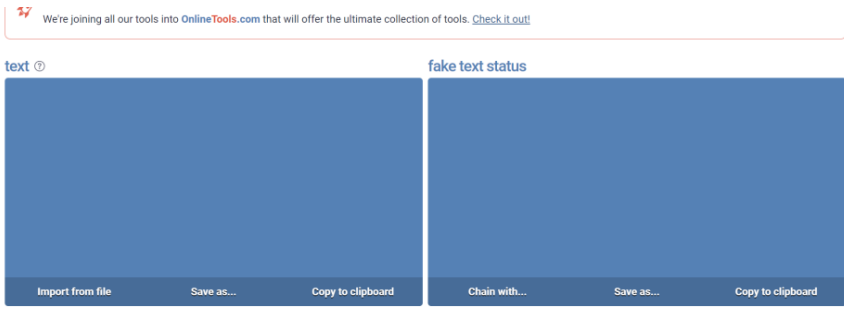 We're joining all our tools into OnlineTools.com that will offer the ultimate collection of tools. Check it out!
text ?
fake text status
Import from file Save as... Copy to clipboard
Chain with... Save as... Copy to clipboard